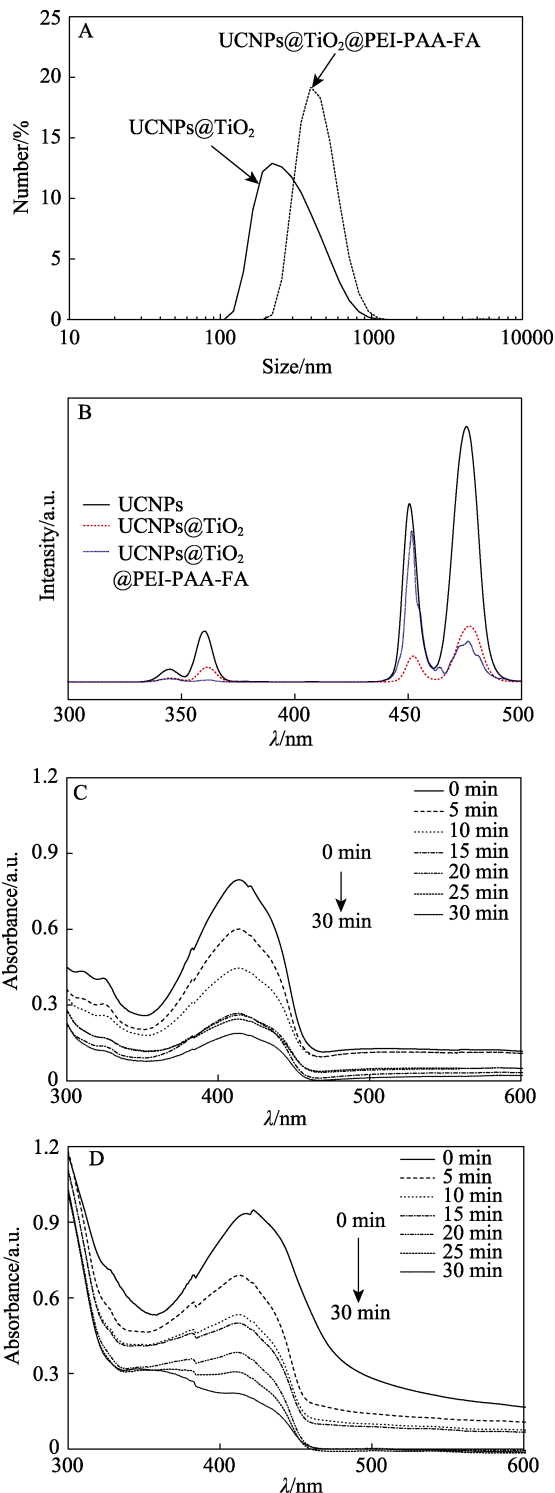 A
UCNPs@TiO₂@PEI-PAA-FA
UCNPs@TiO₂
Number/%
25
20
15
10
5
0
10 100 1000 10000
Size/nm
B
UCNPs
UCNPs@TiO₂
UCNPs@TiO₂
@PEI-PAA-FA
Intensity/a.u.
300 350 400 450 500
λ/nm
C
0 min
5 min
10 min
15 min
20 min
25 min
30 min
0 min
30 min
Absorbance/a.u.
1.2
0.9
0.6
0.3
0
300 400 500 600
λ/nm
D
0 min
5 min
10 min
15 min
20 min
25 min
30 min
0 min
30 min
Absorbance/a.u.
1.2
0.9
0.6
0.3
0
300 400 500 600
λ/nm